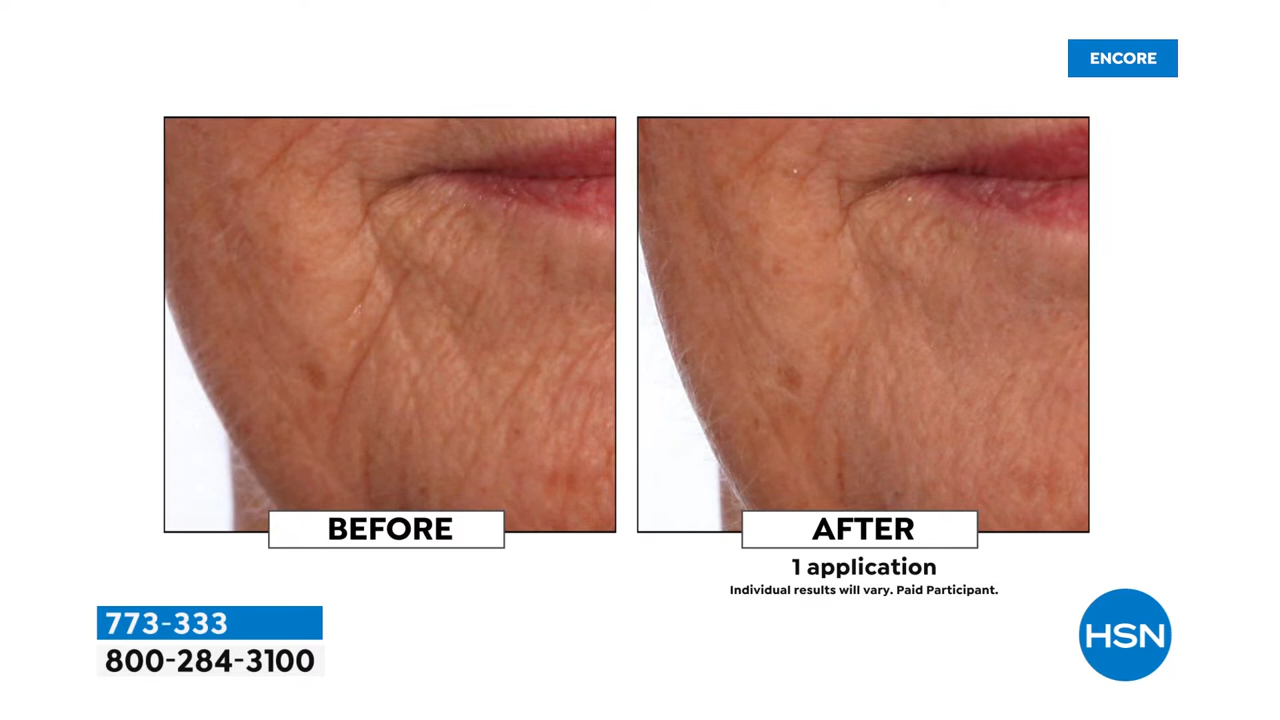 ENCORE
BEFORE
AFTER
1 application
Individual results will vary. Paid Participant.
773-333
800-284-3100
HSN